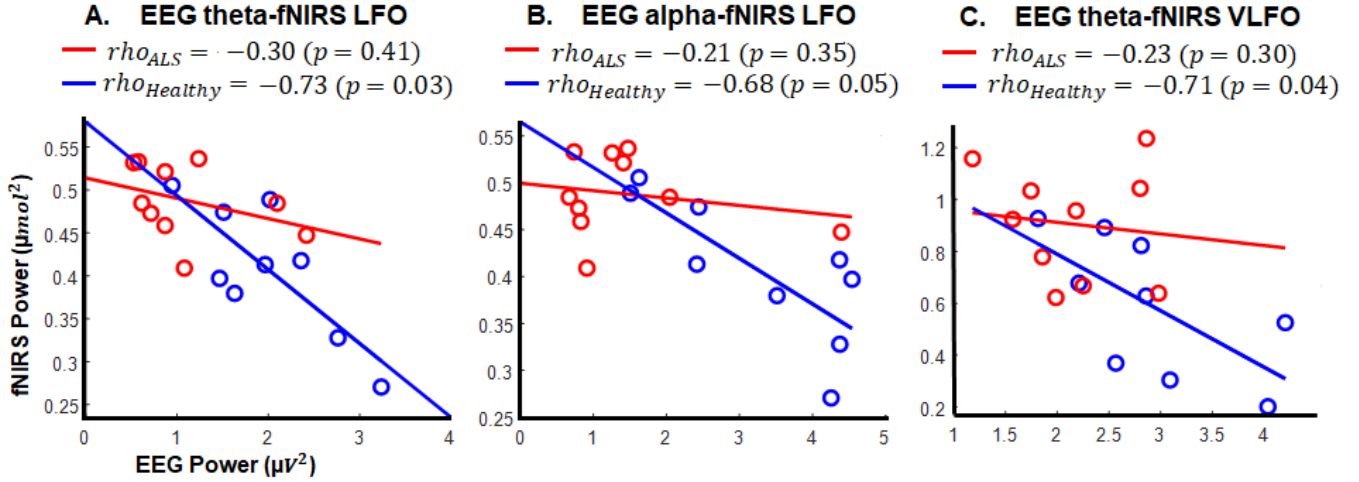 A. EEG theta-fNIRS LFO
rho_ALS = −0.30 (p = 0.41)
rho_Healthy = −0.73 (p = 0.03)
B. EEG alpha-fNIRS LFO
rho_ALS = −0.21 (p = 0.35)
rho_Healthy = −0.68 (p = 0.05)
C. EEG theta-fNIRS VLFO
rho_ALS = −0.23 (p = 0.30)
rho_Healthy = −0.71 (p = 0.04)
fNIRS Power (µmol²)
0.55
0.5
0.45
0.4
0.35
0.3
0.25
0 1 2 3 4
EEG Power (µV²)
0.55
0.5
0.45
0.4
0.35
0.3
0.25
0 1 2 3 4 5
1.2
1
0.8
0.6
0.4
0.2
1 1.5 2 2.5 3 3.5 4